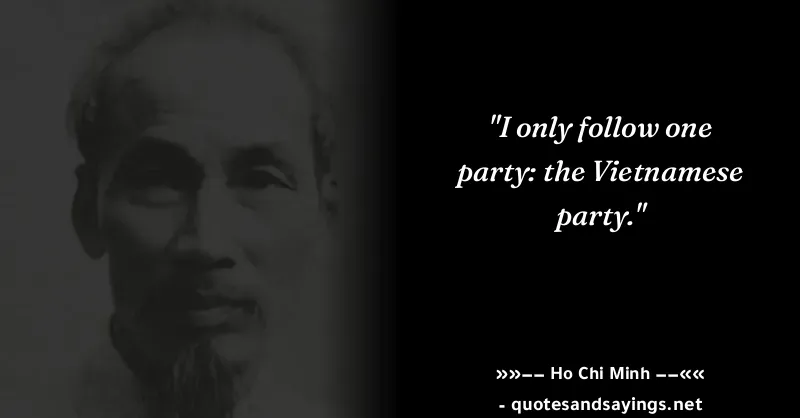 "I only follow one
party: the Vietnamese
party."
»»–– Ho Chi Minh ––««
- quotesandsayings.net